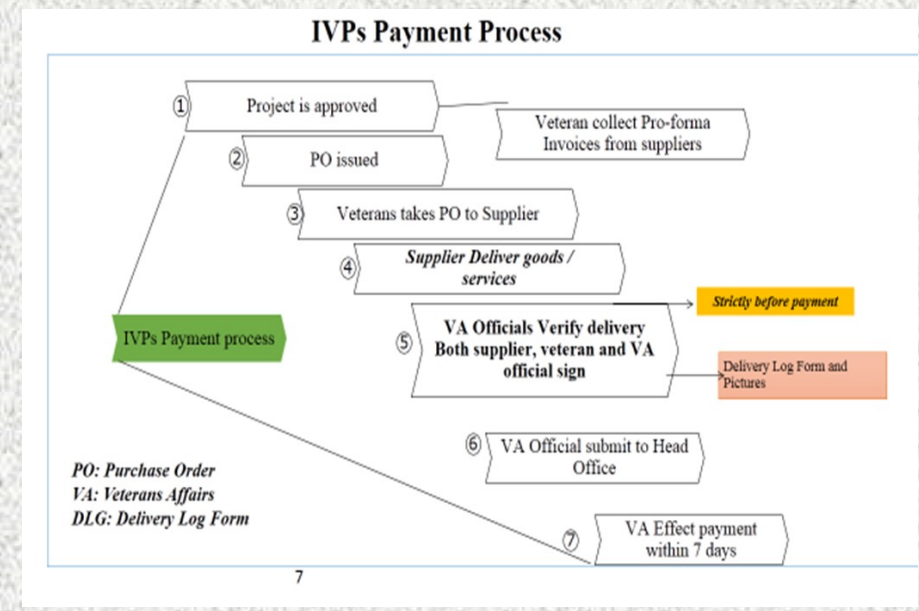 IVPs Payment Process
① Project is approved
Veteran collect Pro-forma
Invoices from suppliers
② PO issued
③ Veterans takes PO to Supplier
④ Supplier Deliver goods /
services
Strictly before payment
⑤ VA Officials Verify delivery
Both supplier, veteran and VA
official sign
IVPs Payment process
Delivery Log Form and
Pictures
⑥ VA Official submit to Head
Office
PO: Purchase Order
VA: Veterans Affairs
DLG: Delivery Log Form
⑦ VA Effect payment
within 7 days
7